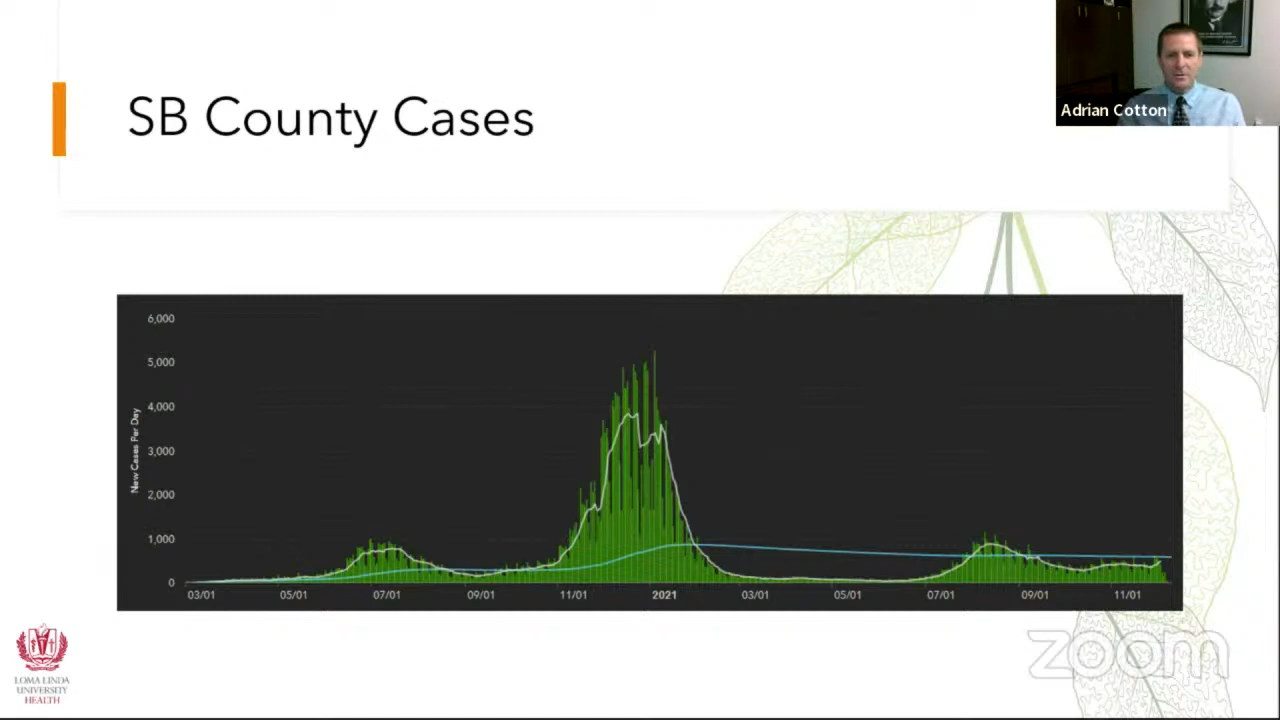 SB County Cases
Adrian Cotton
6,000
5,000
4,000
3,000
2,000
1,000
0
New Cases Per Day
03/01
05/01
07/01
09/01
11/01
2021
03/01
05/01
07/01
09/01
11/01
LOMA LINDA
UNIVERSITY
HEALTH
zoom